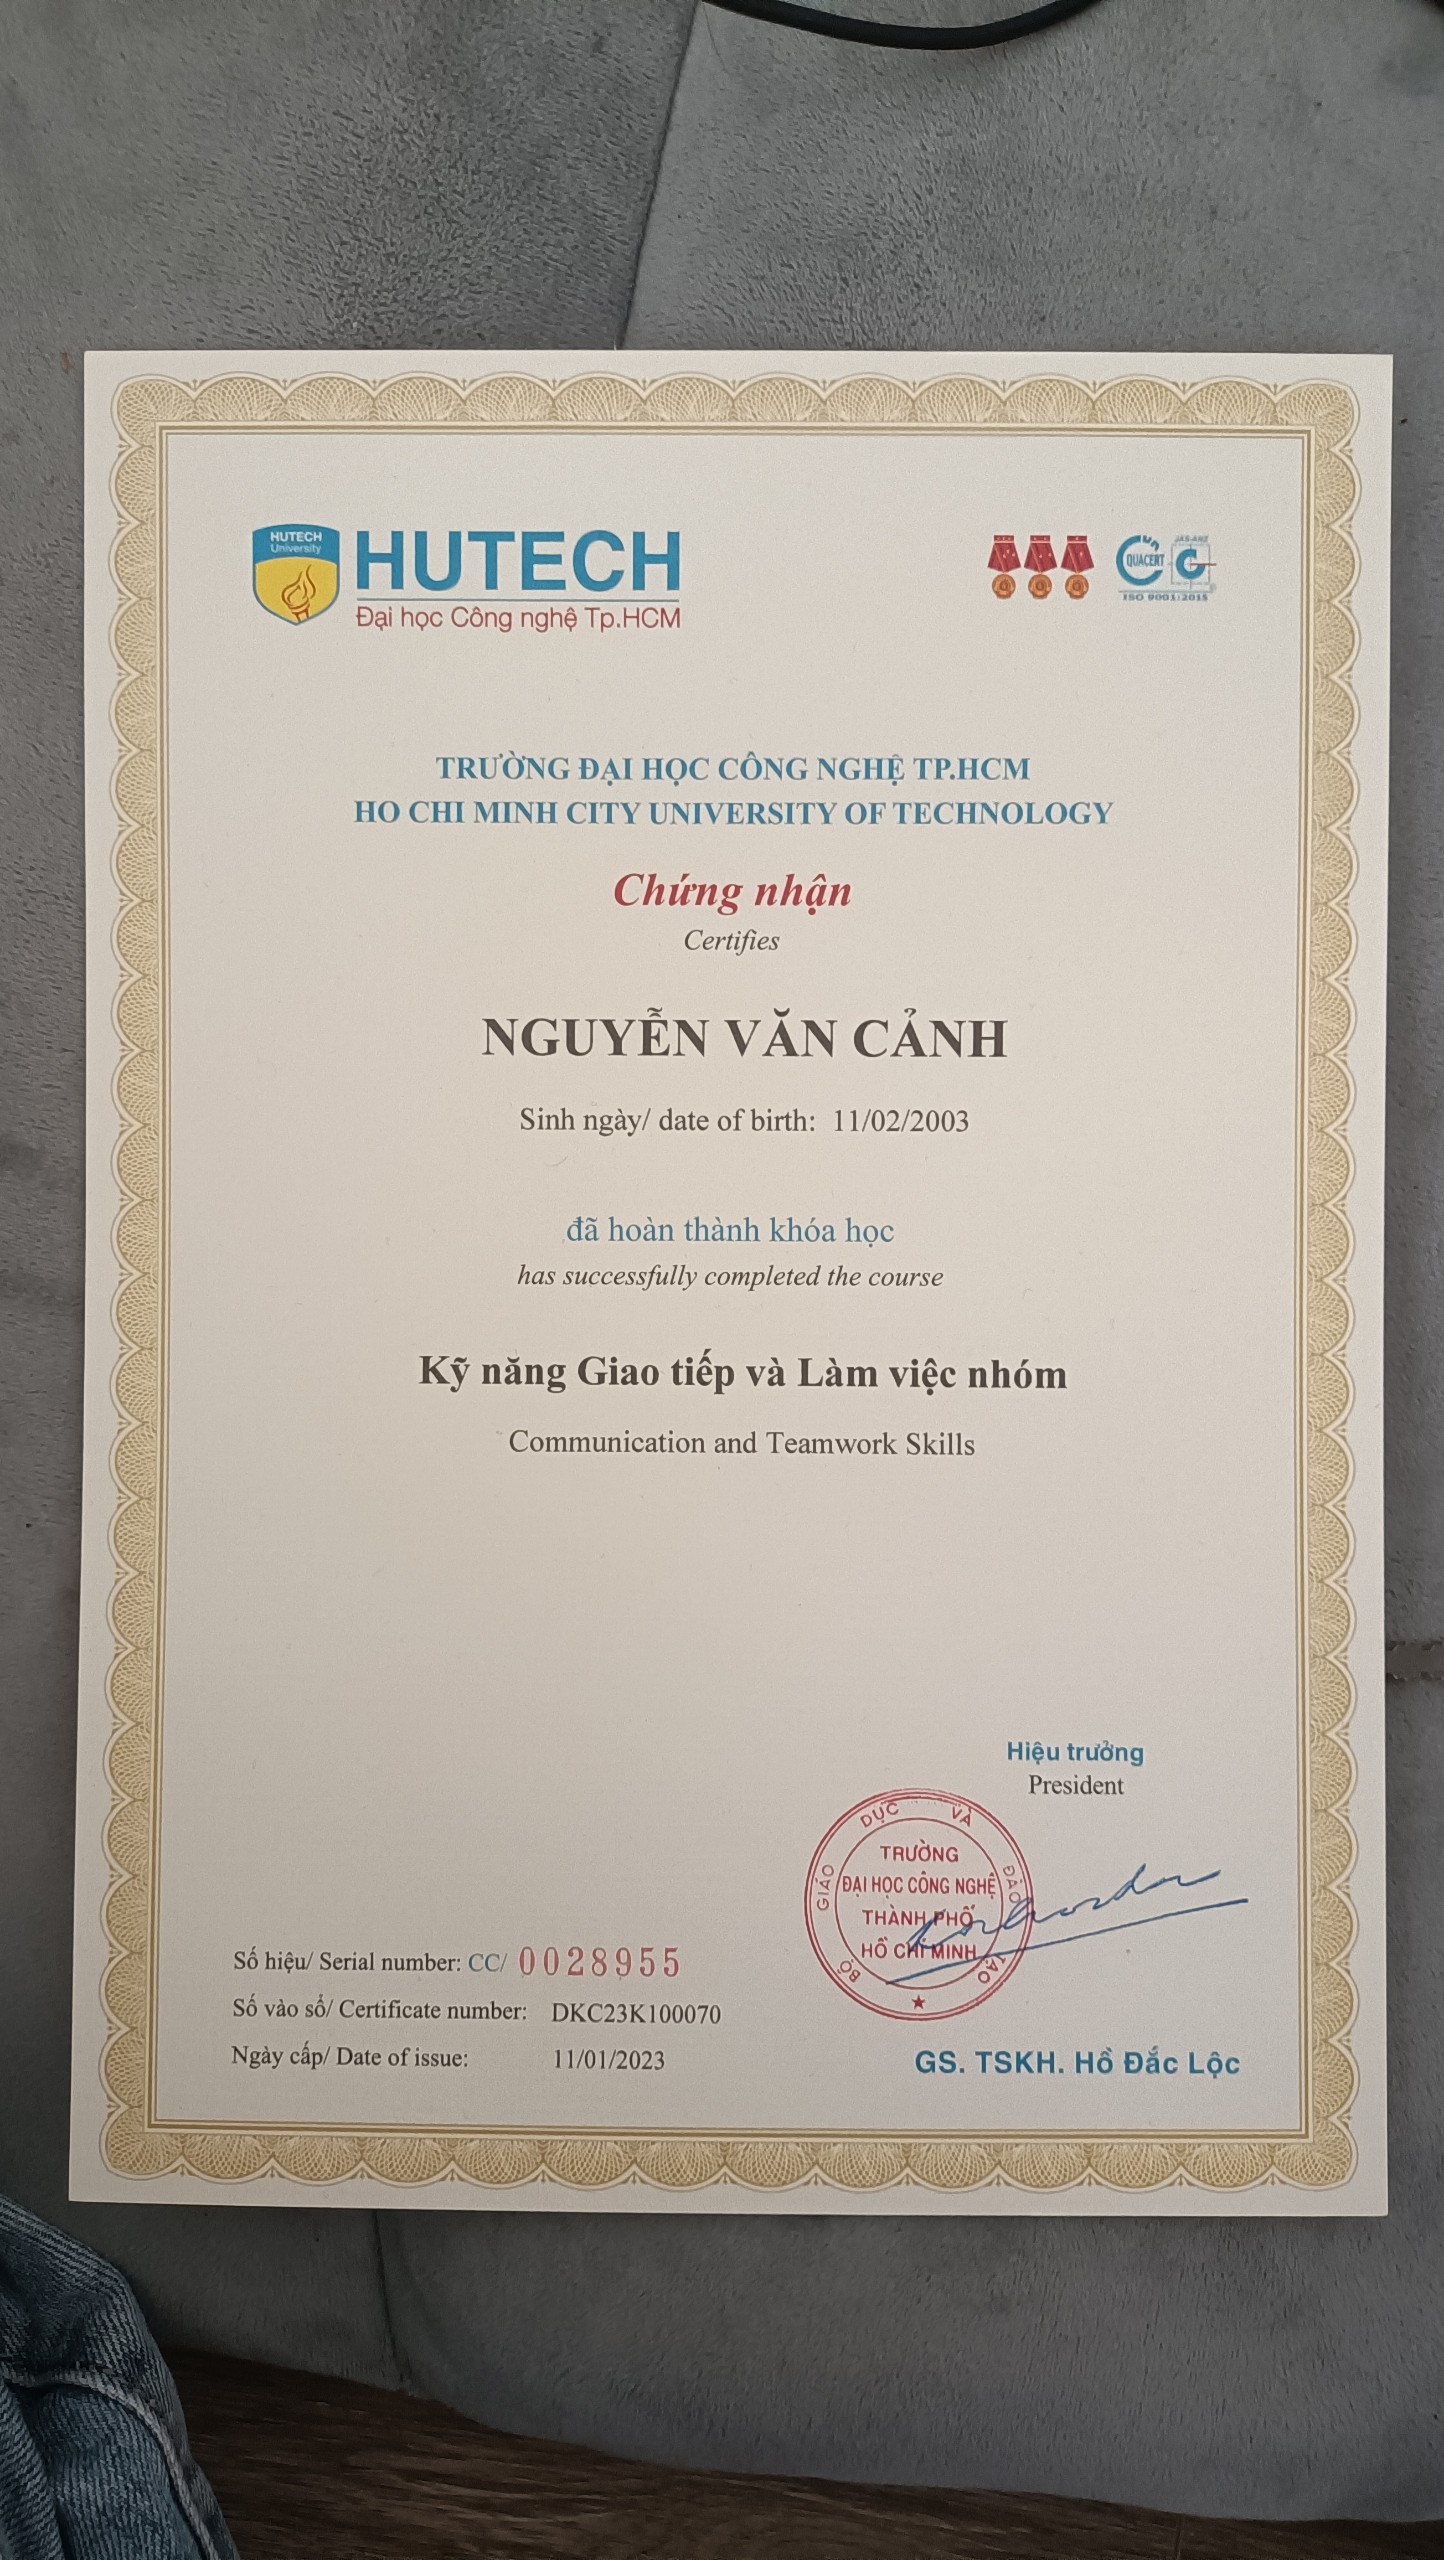 HUTECH
University
HUTECH
Đại học Công nghệ Tp.HCM
QUACERT
JAS-ANZ
ISO 9001:2015
TRƯỜNG ĐẠI HỌC CÔNG NGHỆ TP.HCM
HO CHI MINH CITY UNIVERSITY OF TECHNOLOGY
Chứng nhận
Certifies
NGUYỄN VĂN CẢNH
Sinh ngày/ date of birth: 11/02/2003
đã hoàn thành khóa học
has successfully completed the course
Kỹ năng Giao tiếp và Làm việc nhóm
Communication and Teamwork Skills
Hiệu trưởng
President
BỘ GIÁO DỤC VÀ ĐÀO TẠO
TRƯỜNG
ĐẠI HỌC CÔNG NGHỆ
THÀNH PHỐ
HỒ CHÍ MINH
Số hiệu/ Serial number: CC/ 0028955
Số vào sổ/ Certificate number: DKC23K100070
Ngày cấp/ Date of issue: 11/01/2023
GS. TSKH. Hồ Đắc Lộc